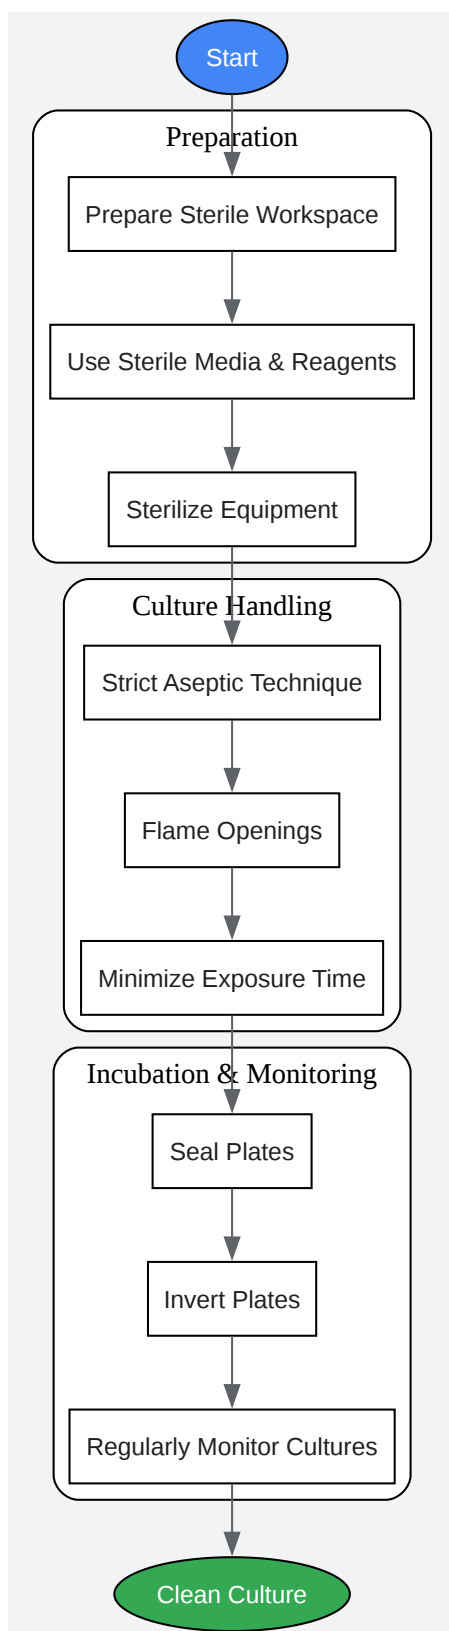 Start
Preparation
Prepare Sterile Workspace
Use Sterile Media & Reagents
Sterilize Equipment
Culture Handling
Strict Aseptic Technique
Flame Openings
Minimize Exposure Time
Incubation & Monitoring
Seal Plates
Invert Plates
Regularly Monitor Cultures
Clean Culture